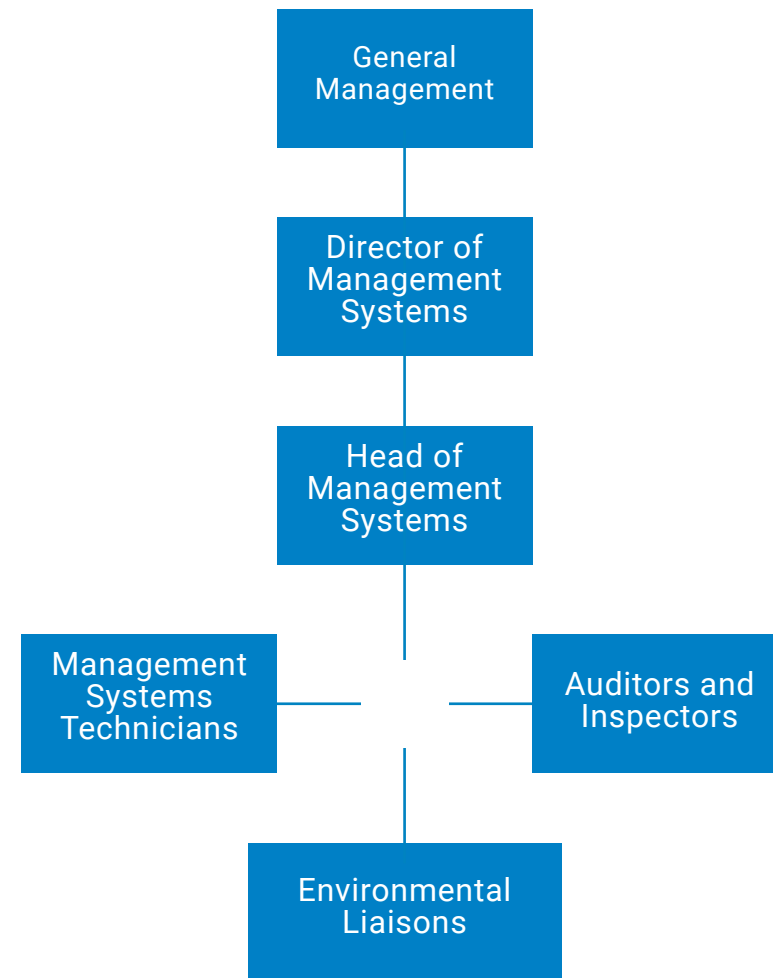 General
Management
Director of
Management
Systems
Head of
Management
Systems
Management
Systems
Technicians
Auditors and
Inspectors
Environmental
Liaisons